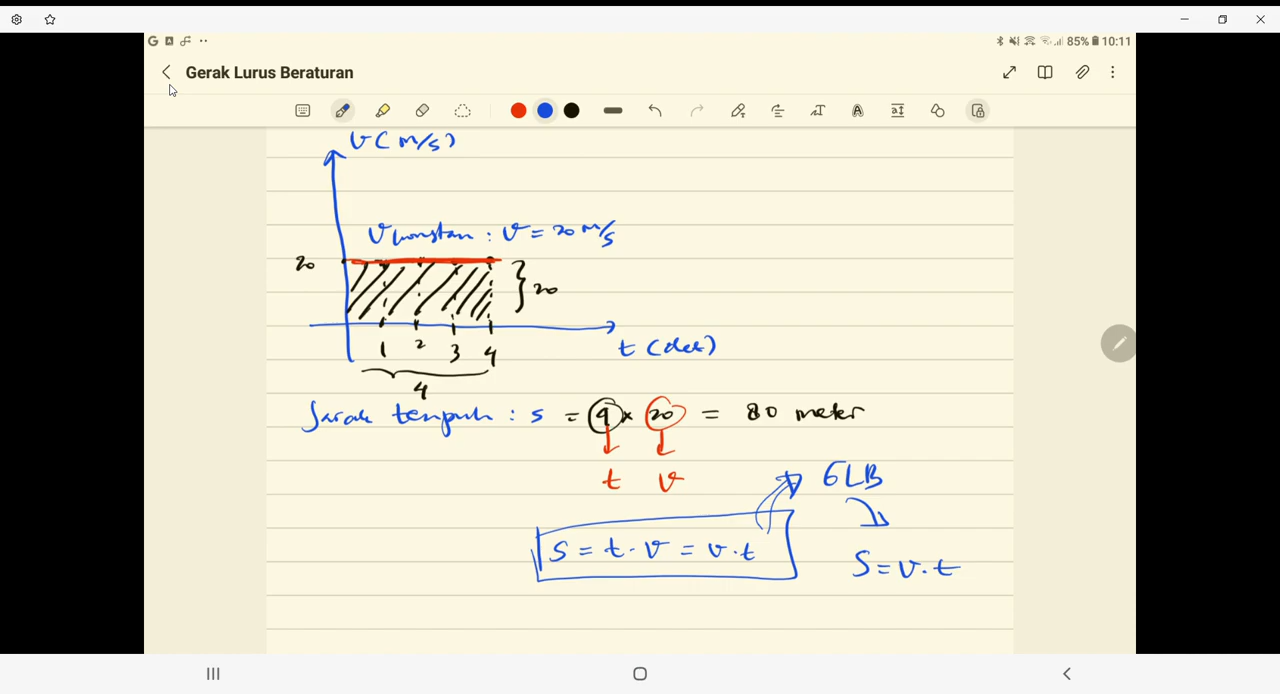 85% 10:11
Gerak Lurus Beraturan
V (m/s)
V konstan : V = 20 m/s
20
20
1 2 3 4 t (det)
4
Jarak tempuh : s = 4 x 20 = 80 meter
t v
GLB
S = t . v = v . t
S = v . t